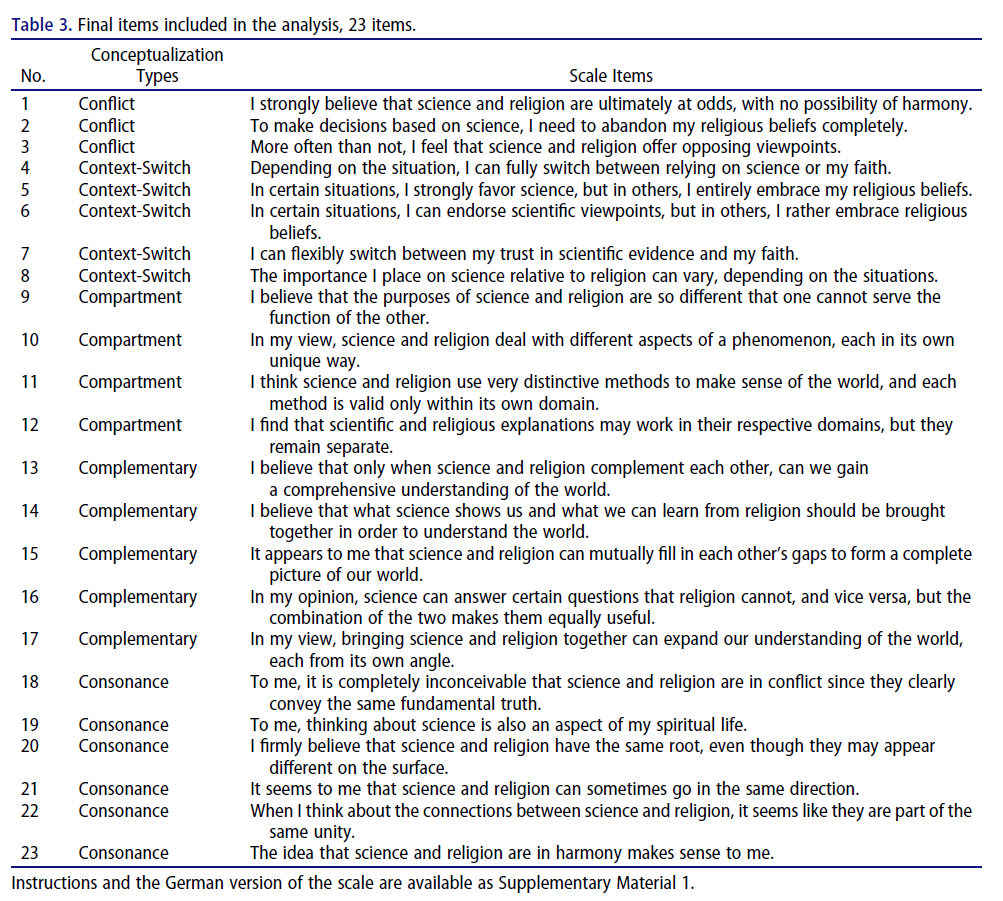 Table 3. Final items included in the analysis, 23 items.
Conceptualization
No. Types Scale Items
1 Conflict I strongly believe that science and religion are ultimately at odds, with no possibility of harmony.
2 Conflict To make decisions based on science, I need to abandon my religious beliefs completely.
3 Conflict More often than not, I feel that science and religion offer opposing viewpoints.
4 Context-Switch Depending on the situation, I can fully switch between relying on science or my faith.
5 Context-Switch In certain situations, I strongly favor science, but in others, I entirely embrace my religious beliefs.
6 Context-Switch In certain situations, I can endorse scientific viewpoints, but in others, I rather embrace religious
beliefs.
7 Context-Switch I can flexibly switch between my trust in scientific evidence and my faith.
8 Context-Switch The importance I place on science relative to religion can vary, depending on the situations.
9 Compartment I believe that the purposes of science and religion are so different that one cannot serve the
function of the other.
10 Compartment In my view, science and religion deal with different aspects of a phenomenon, each in its own
unique way.
11 Compartment I think science and religion use very distinctive methods to make sense of the world, and each
method is valid only within its own domain.
12 Compartment I find that scientific and religious explanations may work in their respective domains, but they
remain separate.
13 Complementary I believe that only when science and religion complement each other, can we gain
a comprehensive understanding of the world.
14 Complementary I believe that what science shows us and what we can learn from religion should be brought
together in order to understand the world.
15 Complementary It appears to me that science and religion can mutually fill in each other's gaps to form a complete
picture of our world.
16 Complementary In my opinion, science can answer certain questions that religion cannot, and vice versa, but the
combination of the two makes them equally useful.
17 Complementary In my view, bringing science and religion together can expand our understanding of the world,
each from its own angle.
18 Consonance To me, it is completely inconceivable that science and religion are in conflict since they clearly
convey the same fundamental truth.
19 Consonance To me, thinking about science is also an aspect of my spiritual life.
20 Consonance I firmly believe that science and religion have the same root, even though they may appear
different on the surface.
21 Consonance It seems to me that science and religion can sometimes go in the same direction.
22 Consonance When I think about the connections between science and religion, it seems like they are part of the
same unity.
23 Consonance The idea that science and religion are in harmony makes sense to me.
Instructions and the German version of the scale are available as Supplementary Material 1.